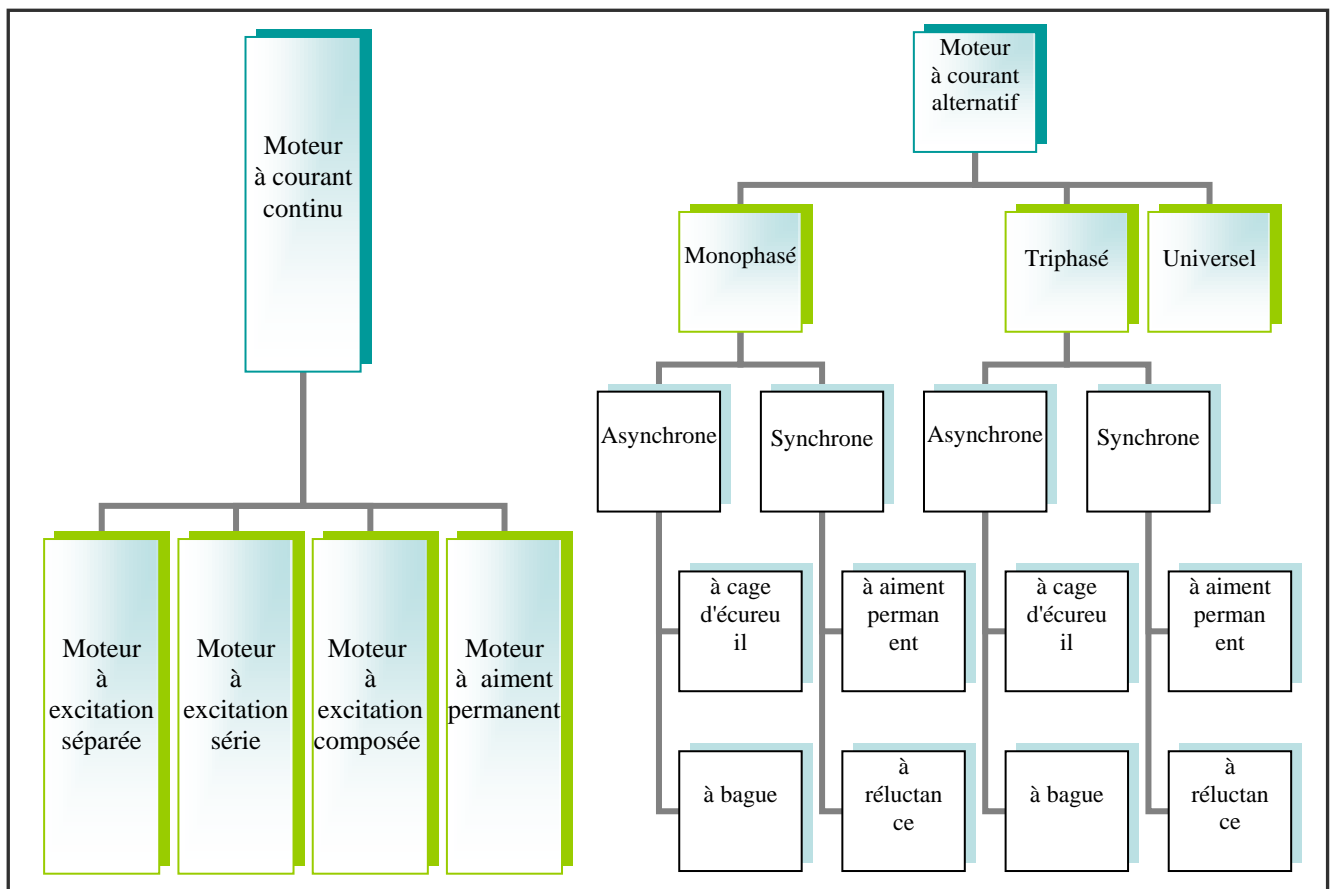 Moteur
à courant
continu
Moteur
à
excitation
séparée
Moteur
à
excitation
série
Moteur
à
excitation
composée
Moteur
à aiment
permanent
Moteur
à courant
alternatif
Monophasé
Triphasé
Universel
Asynchrone
Synchrone
Asynchrone
Synchrone
à cage
d'écureu
il
à aiment
perman
ent
à cage
d'écureu
il
à aiment
perman
ent
à bague
à
réluctan
ce
à bague
à
réluctan
ce